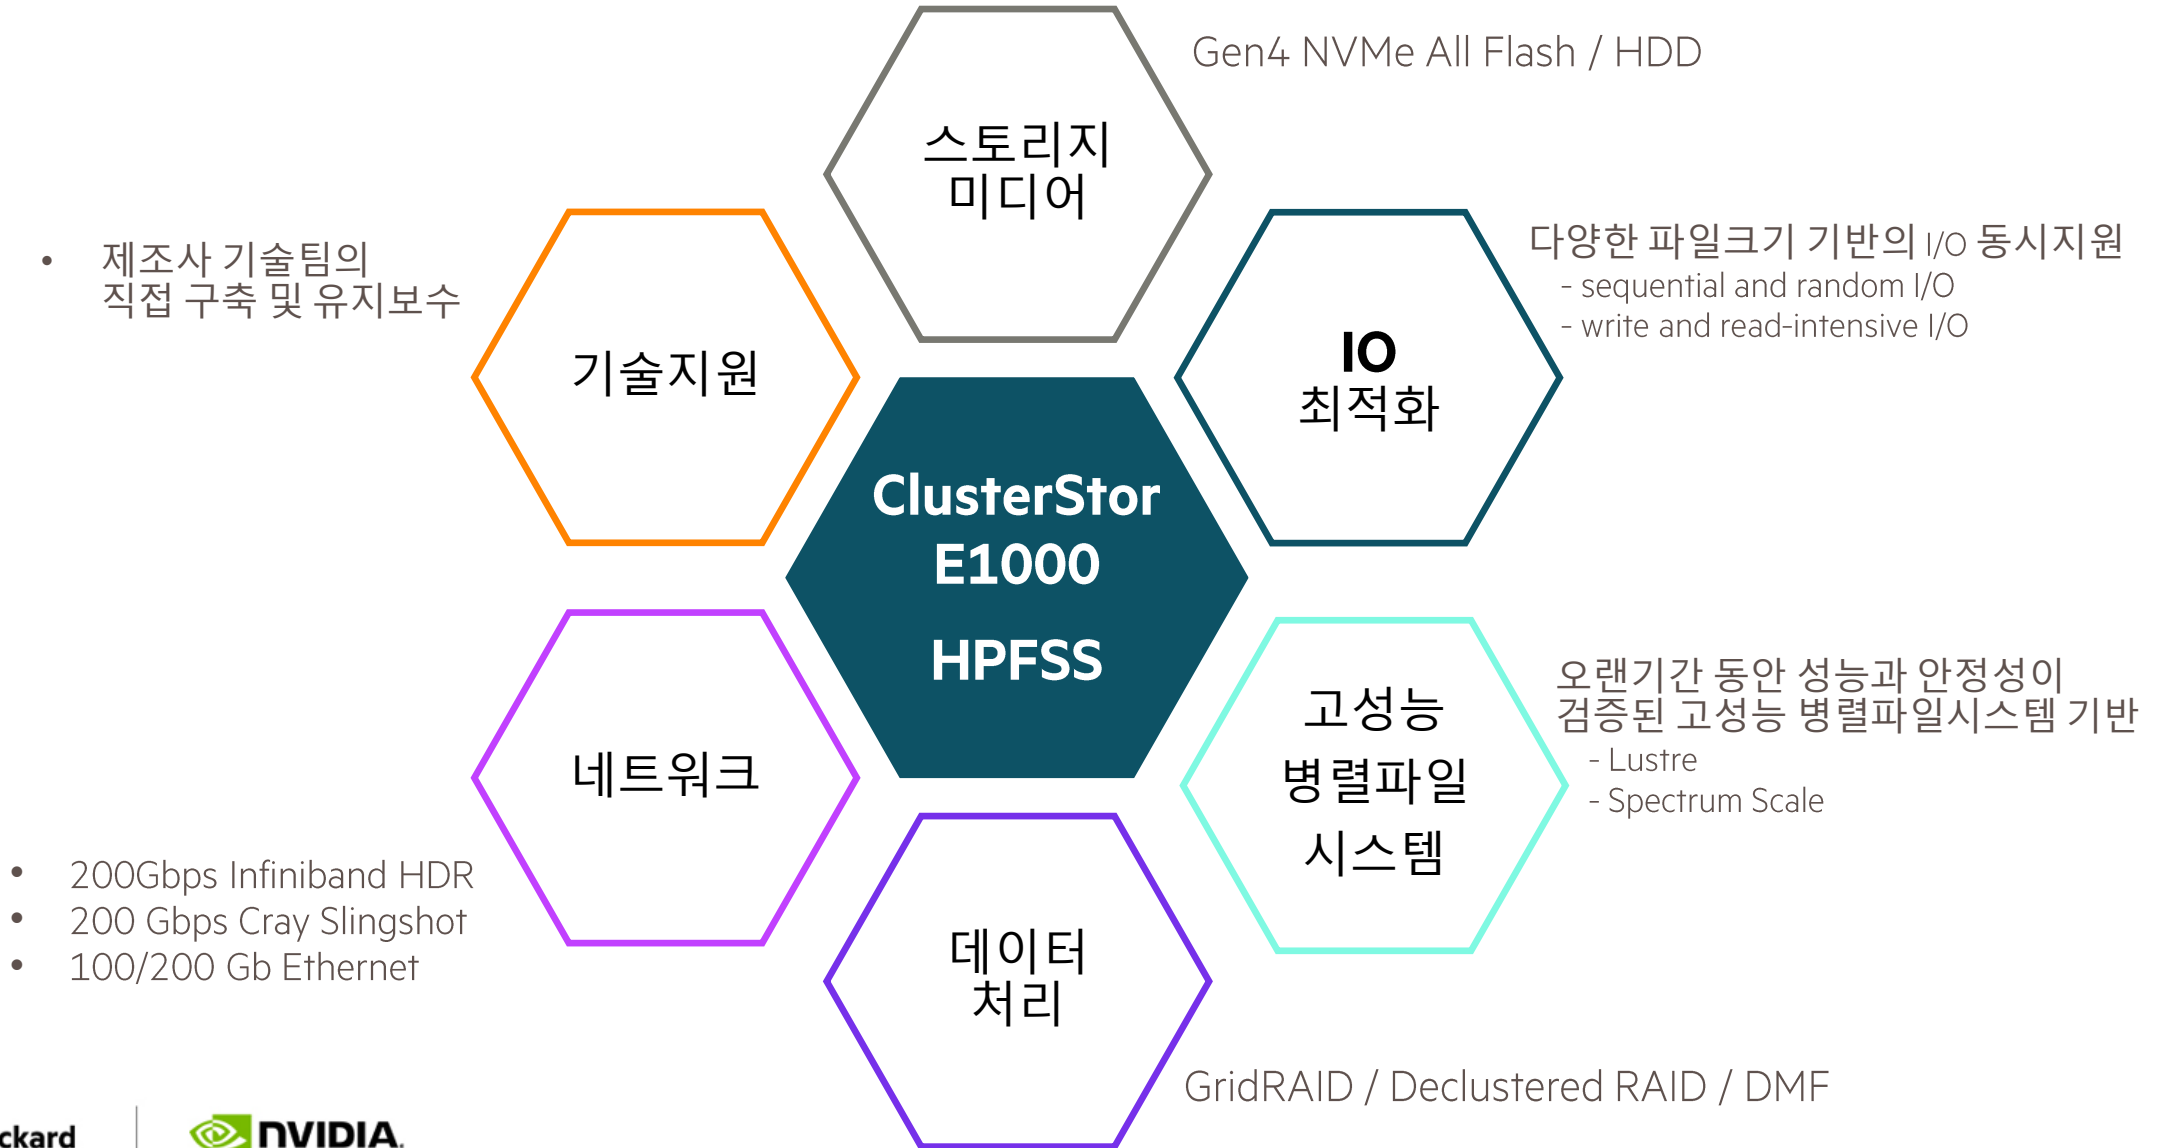 Gen4 NVMe All Flash / HDD
스토리지
미디어
• 제조사 기술팀의
직접 구축 및 유지보수
기술지원
다양한 파일크기 기반의 I/O 동시지원
- sequential and random I/O
- write and read-intensive I/O
IO
최적화
ClusterStor
E1000
HPFSS
네트워크
• 200Gbps Infiniband HDR
• 200 Gbps Cray Slingshot
• 100/200 Gb Ethernet
고성능
병렬파일
시스템
오랜기간 동안 성능과 안정성이
검증된 고성능 병렬파일시스템 기반
- Lustre
- Spectrum Scale
데이터
처리
GridRAID / Declustered RAID / DMF
ckard
NVIDIA.